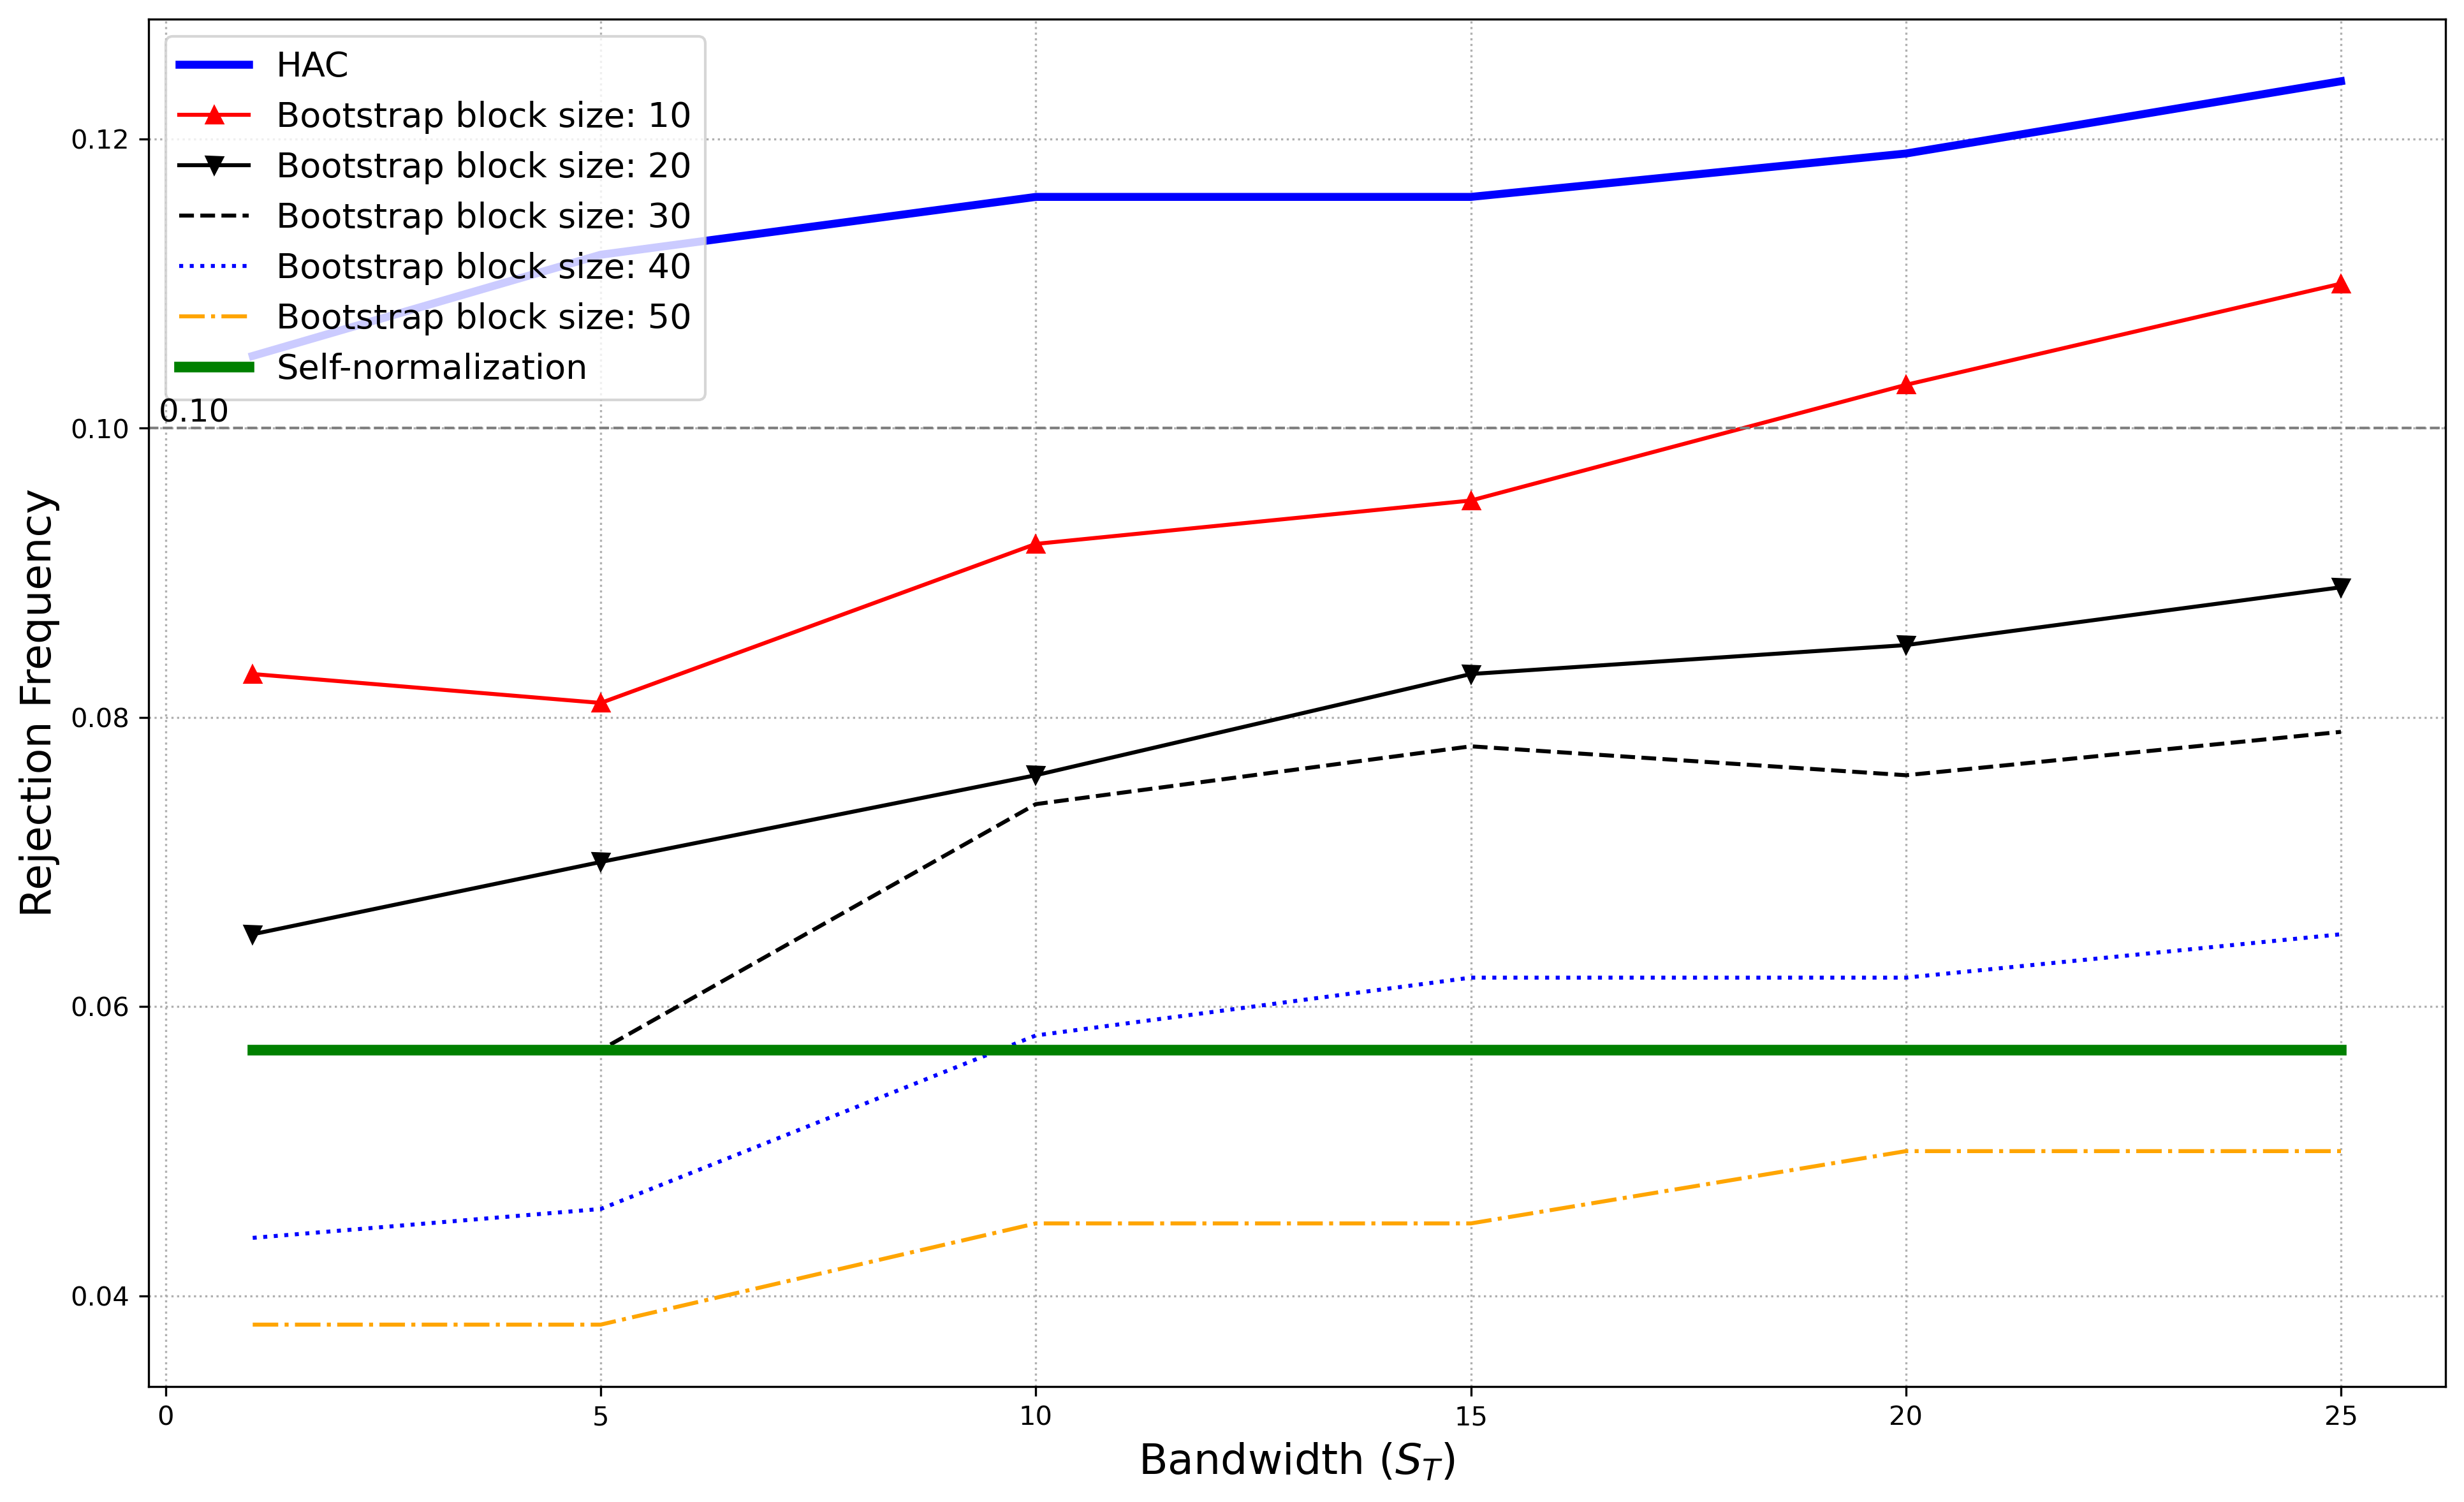 HAC
Bootstrap block size: 10
Bootstrap block size: 20
Bootstrap block size: 30
Bootstrap block size: 40
Bootstrap block size: 50
Self-normalization
0.10
0.12
0.10
0.08
0.06
0.04
Rejection Frequency
0 5 10 15 20 25
Bandwidth (S_T)